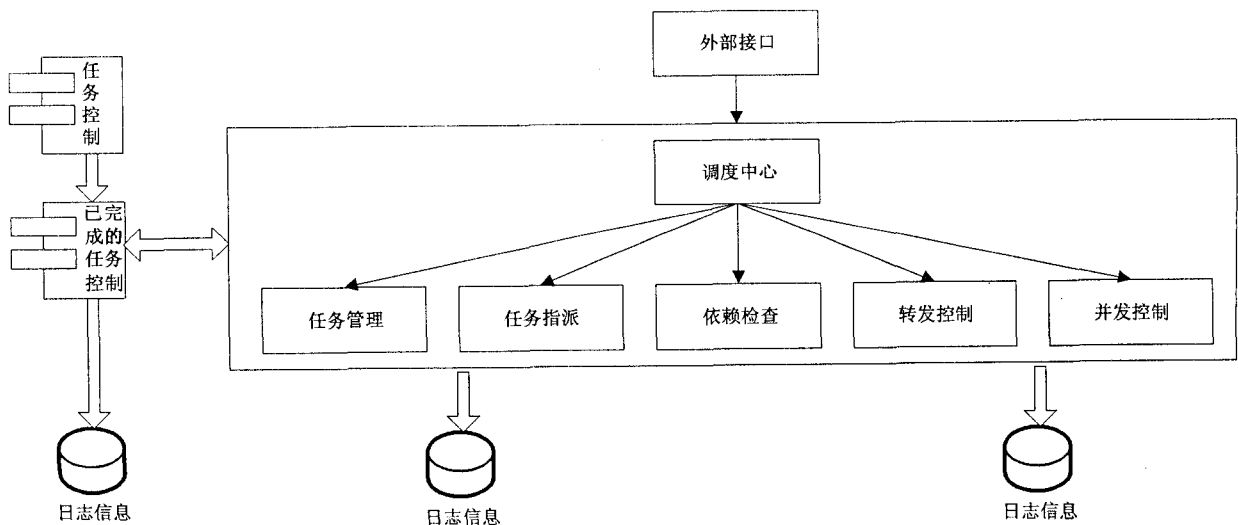 外部接口
任
务
控
制
调度中心
已完
成的
任务
控制
任务管理
任务指派
依赖检查
转发控制
并发控制
日志信息
日志信息
日志信息